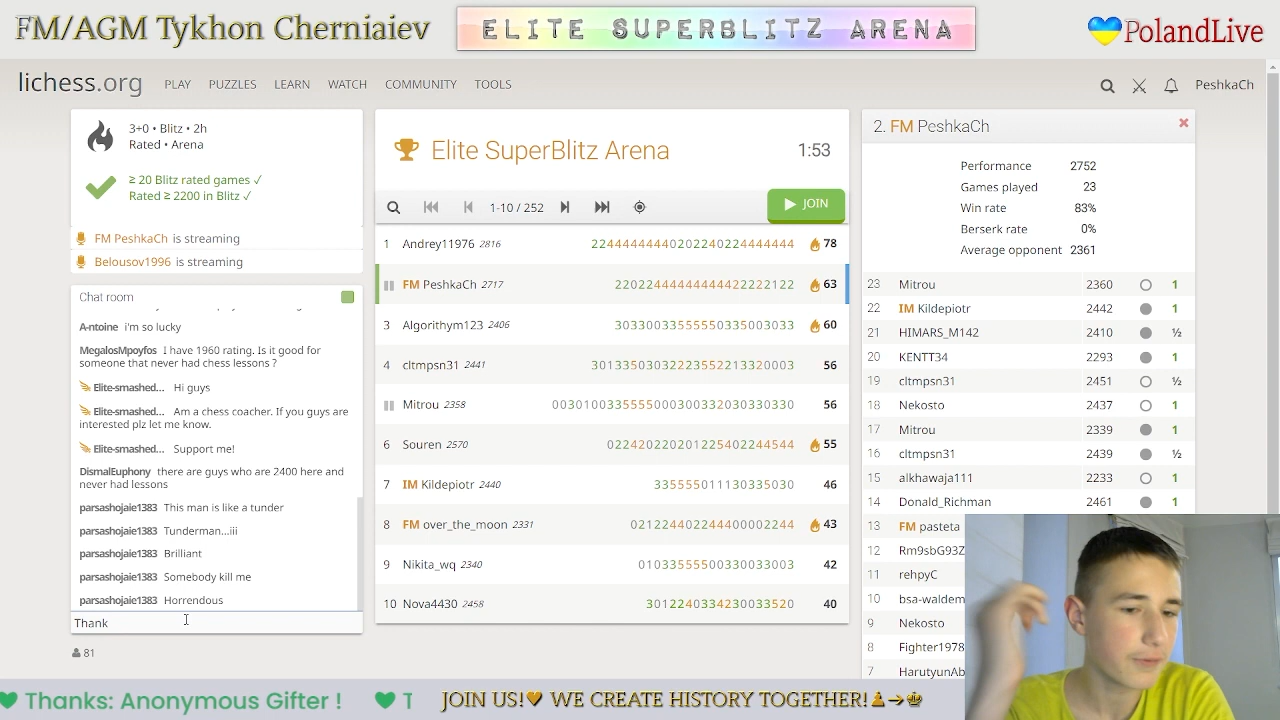 FM/AGM Tykhon Cherniaiev
ELITE SUPERBLITZ ARENA
PolandLive
lichess.org
PLAY PUZZLES LEARN WATCH COMMUNITY TOOLS
PeshkaCh
3+0 • Blitz • 2h
Rated • Arena
≥ 20 Blitz rated games ✓
Rated ≥ 2200 in Blitz ✓
FM PeshkaCh is streaming
Belousov1996 is streaming
Chat room
A-ntoine i'm so lucky
MegalosMpoyfos I have 1960 rating. Is it good for
someone that never had chess lessons ?
Elite-smashed... Hi guys
Elite-smashed... Am a chess coacher. If you guys are
interested plz let me know.
Elite-smashed... Support me!
DismalEuphony there are guys who are 2400 here and
never had lessons
parsashojaie1383 This man is like a tunder
parsashojaie1383 Tunderman...iii
parsashojaie1383 Brilliant
parsashojaie1383 Somebody kill me
parsashojaie1383 Horrendous
Thank
81
Elite SuperBlitz Arena 1:53
1-10 / 252
JOIN
1 Andrey11976 2816 2244444444020224022444444 78
FM PeshkaCh 2717 22022444444444422222122 63
3 Algorithym123 2406 30330033555550335003033 60
4 cltmpsn31 2441 30133503032223552213320003 56
Mitrou 2358 003010033555500030033203033033​0 56
6 Souren 2570 0224202202012254022445​44 55
7 IM Kildepiotr 2440 335555011130335030 46
8 FM over_the_moon 2331 021224402244400002244 43
9 Nikita_wq 2340 01033555500330033003 42
10 Nova4430 2458 3012240334230033520 40
2. FM PeshkaCh
Performance 2752
Games played 23
Win rate 83%
Berserk rate 0%
Average opponent 2361
23 Mitrou 2360 1
22 IM Kildepiotr 2442 1
21 HIMARS_M142 2410 ½
20 KENTT34 2293 1
19 cltmpsn31 2451 ½
18 Nekosto 2437 1
17 Mitrou 2339 1
16 cltmpsn31 2439 ½
15 alkhawaja111 2233 1
14 Donald_Richman 2461 1
13 FM pasteta
12 Rm9sbG93Z
11 rehpyC
10 bsa-waldem
9 Nekosto
8 Fighter1978
7 HarutyunAb
Thanks: Anonymous Gifter !
T
JOIN US! WE CREATE HISTORY TOGETHER!